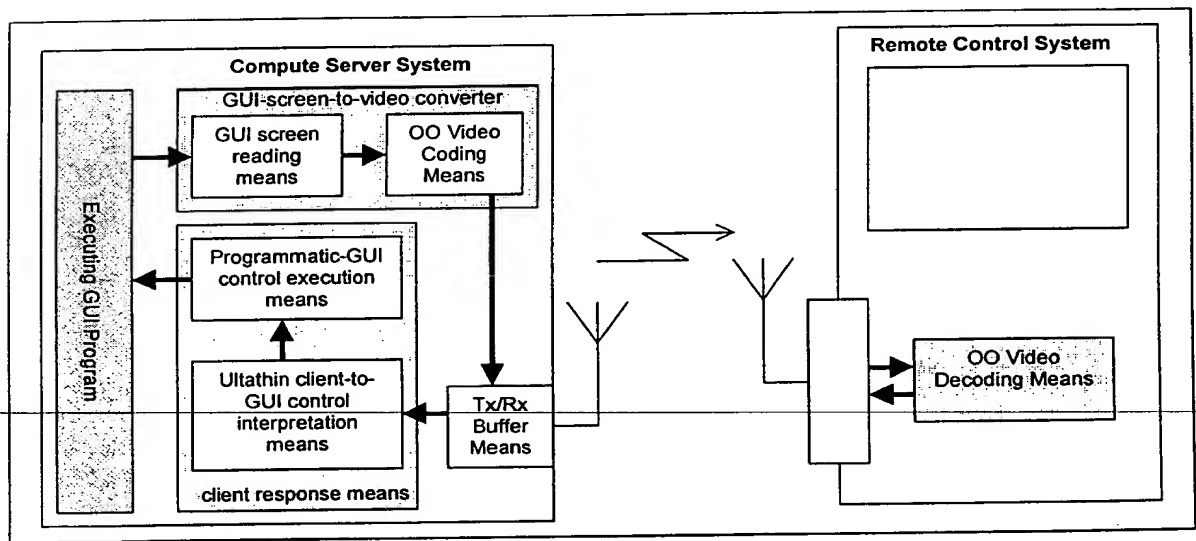 Compute Server System
Remote Control System
GUI-screen-to-video converter
GUI screen
reading
means
OO Video
Coding
Means
Executing GUI Program
Programmatic-GUI
control execution
means
Ultathin client-to-
GUI control
interpretation
means
client response means
Tx/Rx
Buffer
Means
OO Video
Decoding Means